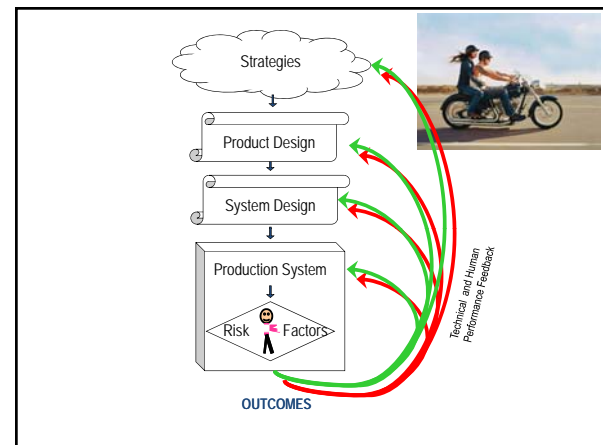 Strategies
Product Design
System Design
Production System
Risk Factors
OUTCOMES
Technical and Human
Performance Feedback